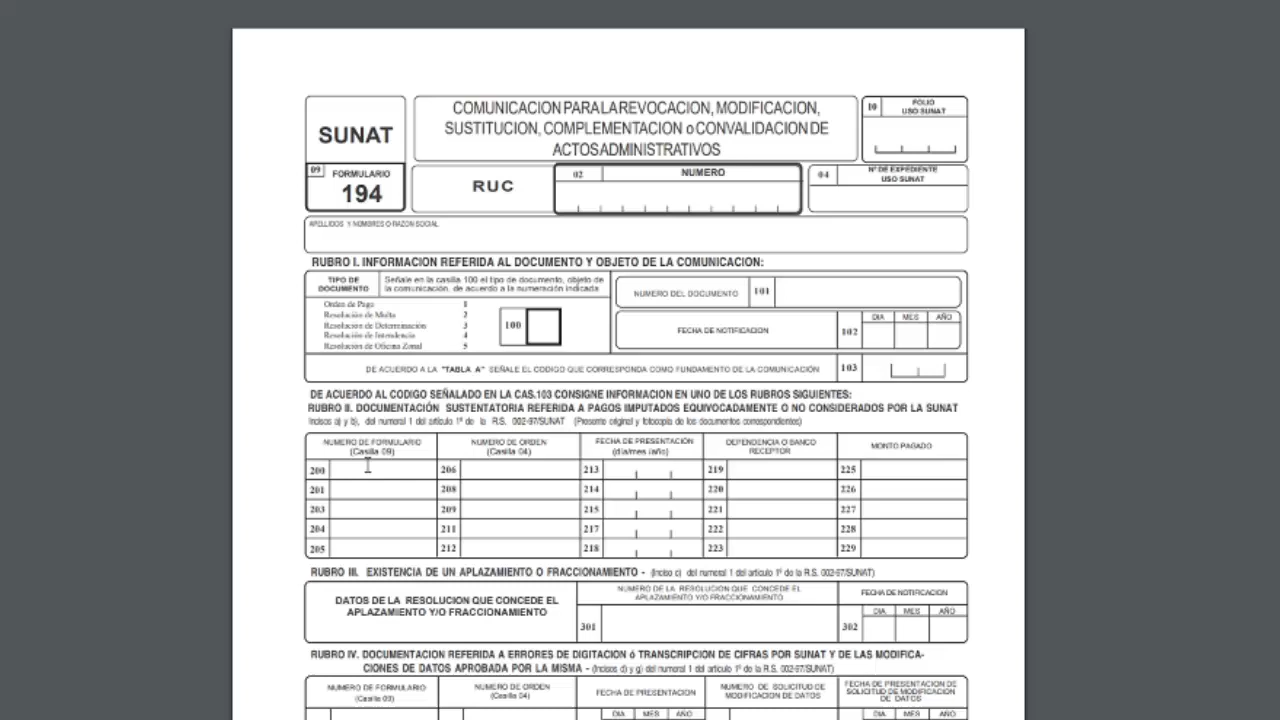 SUNAT
COMUNICACION PARA LA REVOCACION, MODIFICACION,
SUSTITUCION, COMPLEMENTACION o CONVALIDACION DE
ACTOS ADMINISTRATIVOS
10 FOLIO
USO SUNAT
09 FORMULARIO
194
RUC
02 NUMERO
04 Nº DE EXPEDIENTE
USO SUNAT
APELLIDOS Y NOMBRES O RAZON SOCIAL
RUBRO I. INFORMACION REFERIDA AL DOCUMENTO Y OBJETO DE LA COMUNICACION:
TIPO DE
DOCUMENTO
Señale en la casilla 100 el tipo de documento, objeto de
la comunicación, de acuerdo a la numeración indicada
Orden de Pago 1
Resolución de Multa 2
Resolución de Determinación 3
Resolución de Intendencia 4
Resolución de Oficina Zonal 5
100
NUMERO DEL DOCUMENTO 101
FECHA DE NOTIFICACION 102 DIA MES AÑO
DE ACUERDO A LA "TABLA A" SEÑALE EL CODIGO QUE CORRESPONDA COMO FUNDAMENTO DE LA COMUNICACIÓN 103
DE ACUERDO AL CODIGO SEÑALADO EN LA CAS.103 CONSIGNE INFORMACION EN UNO DE LOS RUBROS SIGUIENTES:
RUBRO II. DOCUMENTACIÓN SUSTENTATORIA REFERIDA A PAGOS IMPUTADOS EQUIVOCADAMENTE O NO CONSIDERADOS POR LA SUNAT
Incisos a) y b), del numeral 1 del artículo 1º de la R.S. 002-97/SUNAT (Presente original y fotocopia de los documentos correspondientes)
NUMERO DE FORMULARIO
(Casilla 09)
NUMERO DE ORDEN
(Casilla 04)
FECHA DE PRESENTACIÓN
(día/mes /año)
DEPENDENCIA O BANCO
RECEPTOR
MONTO PAGADO
200 206 213 219 225
201 208 214 220 226
203 209 215 221 227
204 211 217 222 228
205 212 218 223 229
RUBRO III. EXISTENCIA DE UN APLAZAMIENTO O FRACCIONAMIENTO - (Inciso c) del numeral 1 del artículo 1º de la R.S. 002-97/SUNAT)
DATOS DE LA RESOLUCION QUE CONCEDE EL
APLAZAMIENTO Y/O FRACCIONAMIENTO
NUMERO DE LA RESOLUCION QUE CONCEDE EL
APLAZAMIENTO Y/O FRACCIONAMIENTO
301
FECHA DE NOTIFICACION
DIA MES AÑO
302
RUBRO IV. DOCUMENTACION REFERIDA A ERRORES DE DIGITACION ó TRANSCRIPCION DE CIFRAS POR SUNAT Y DE LAS MODIFICA-
CIONES DE DATOS APROBADA POR LA MISMA - (Incisos d) y g) del numeral 1 del artículo 1º de la R.S. 002-97/SUNAT)
NUMERO DE FORMULARIO
(Casilla 09)
NUMERO DE ORDEN
(Casilla 04)
FECHA DE PRESENTACION
NUMERO DE SOLICITUD DE
MODIFICACION DE DATOS
FECHA DE PRESENTACION DE
SOLICITUD DE MODIFICACION
DE DATOS
DIA MES AÑO
DIA MES AÑO